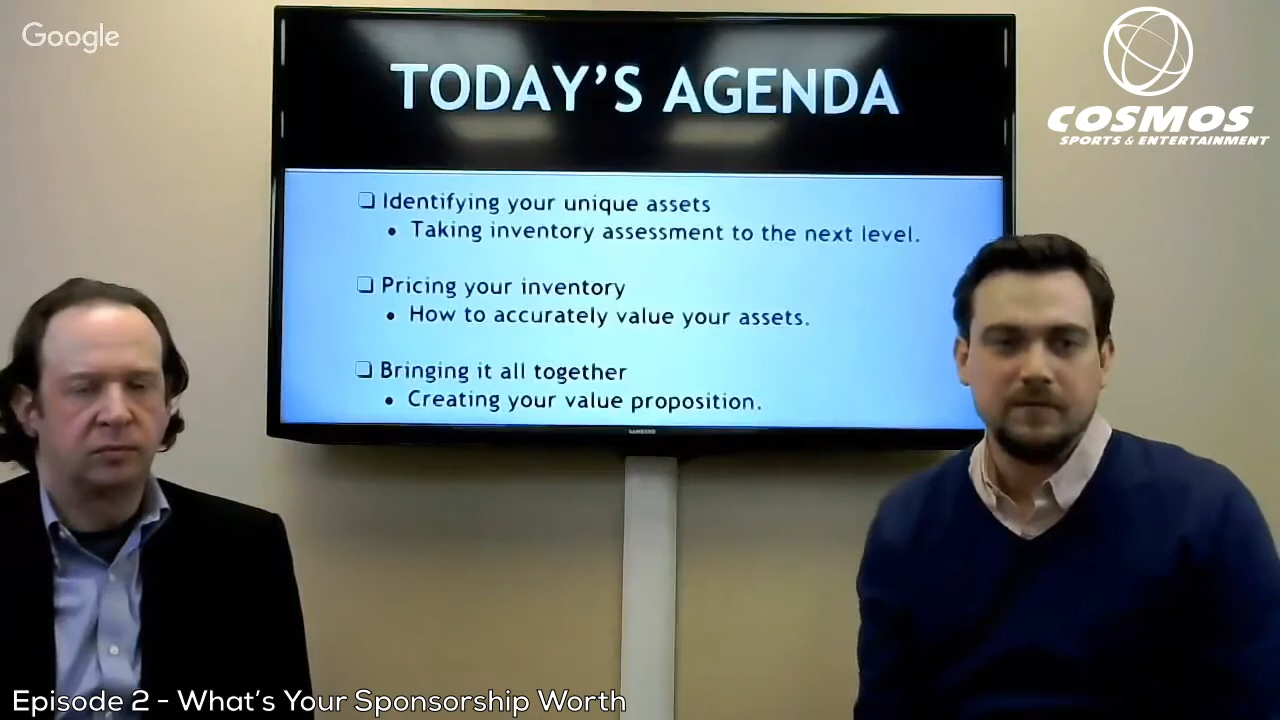 Google
COSMOS
SPORTS & ENTERTAINMENT
TODAY'S AGENDA
❑ Identifying your unique assets
• Taking inventory assessment to the next level.
❑ Pricing your inventory
• How to accurately value your assets.
❑ Bringing it all together
• Creating your value proposition.
SAMSUNG
Episode 2 - What's Your Sponsorship Worth